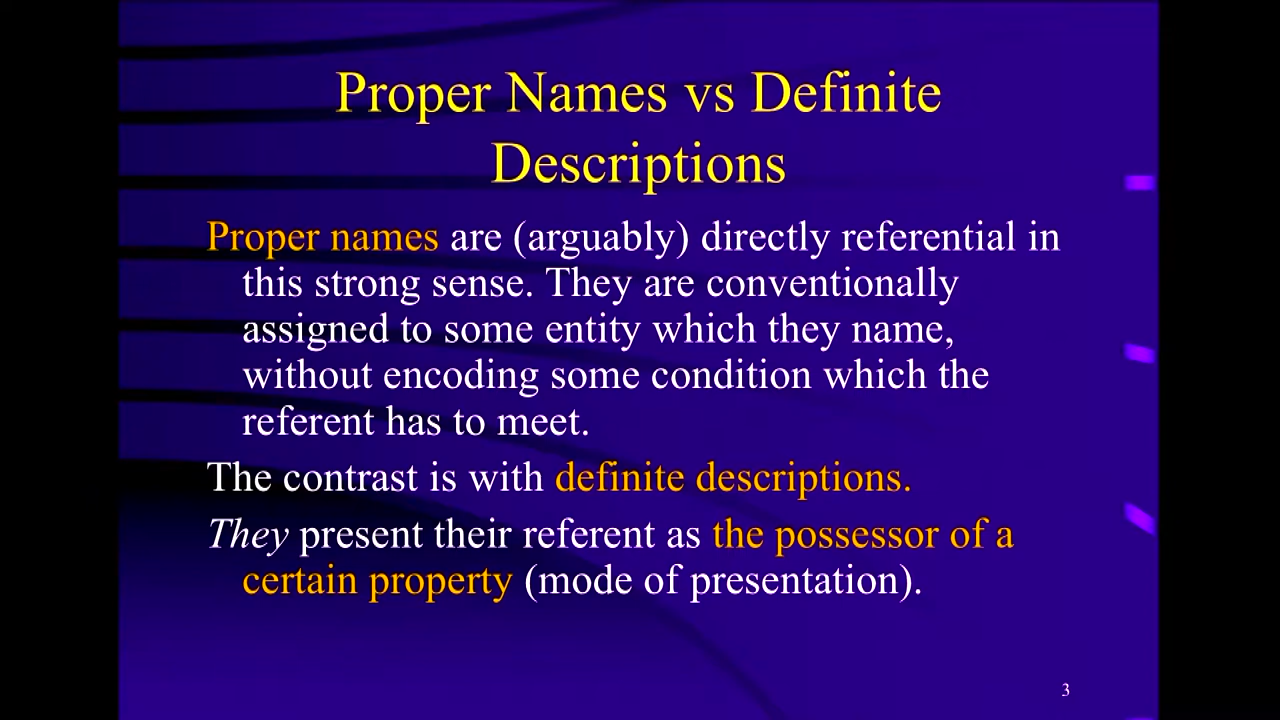 Proper Names vs Definite
Descriptions
Proper names are (arguably) directly referential in
this strong sense. They are conventionally
assigned to some entity which they name,
without encoding some condition which the
referent has to meet.
The contrast is with definite descriptions.
They present their referent as the possessor of a
certain property (mode of presentation).
3